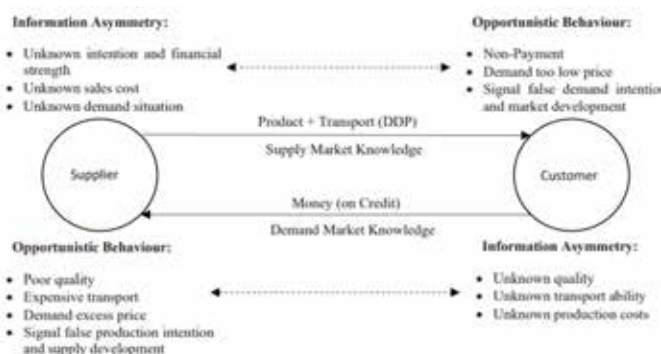 Information Asymmetry:
• Unknown intention and financial
strength
• Unknown sales cost
• Unknown demand situation
Opportunistic Behaviour:
• Non-Payment
• Demand too low price
• Signal false demand intention
and market development
Product + Transport (DDP)
Supply Market Knowledge
Supplier
Customer
Money (on Credit)
Demand Market Knowledge
Opportunistic Behaviour:
• Poor quality
• Expensive transport
• Demand excess price
• Signal false production intention
and supply development
Information Asymmetry:
• Unknown quality
• Unknown transport ability
• Unknown production costs